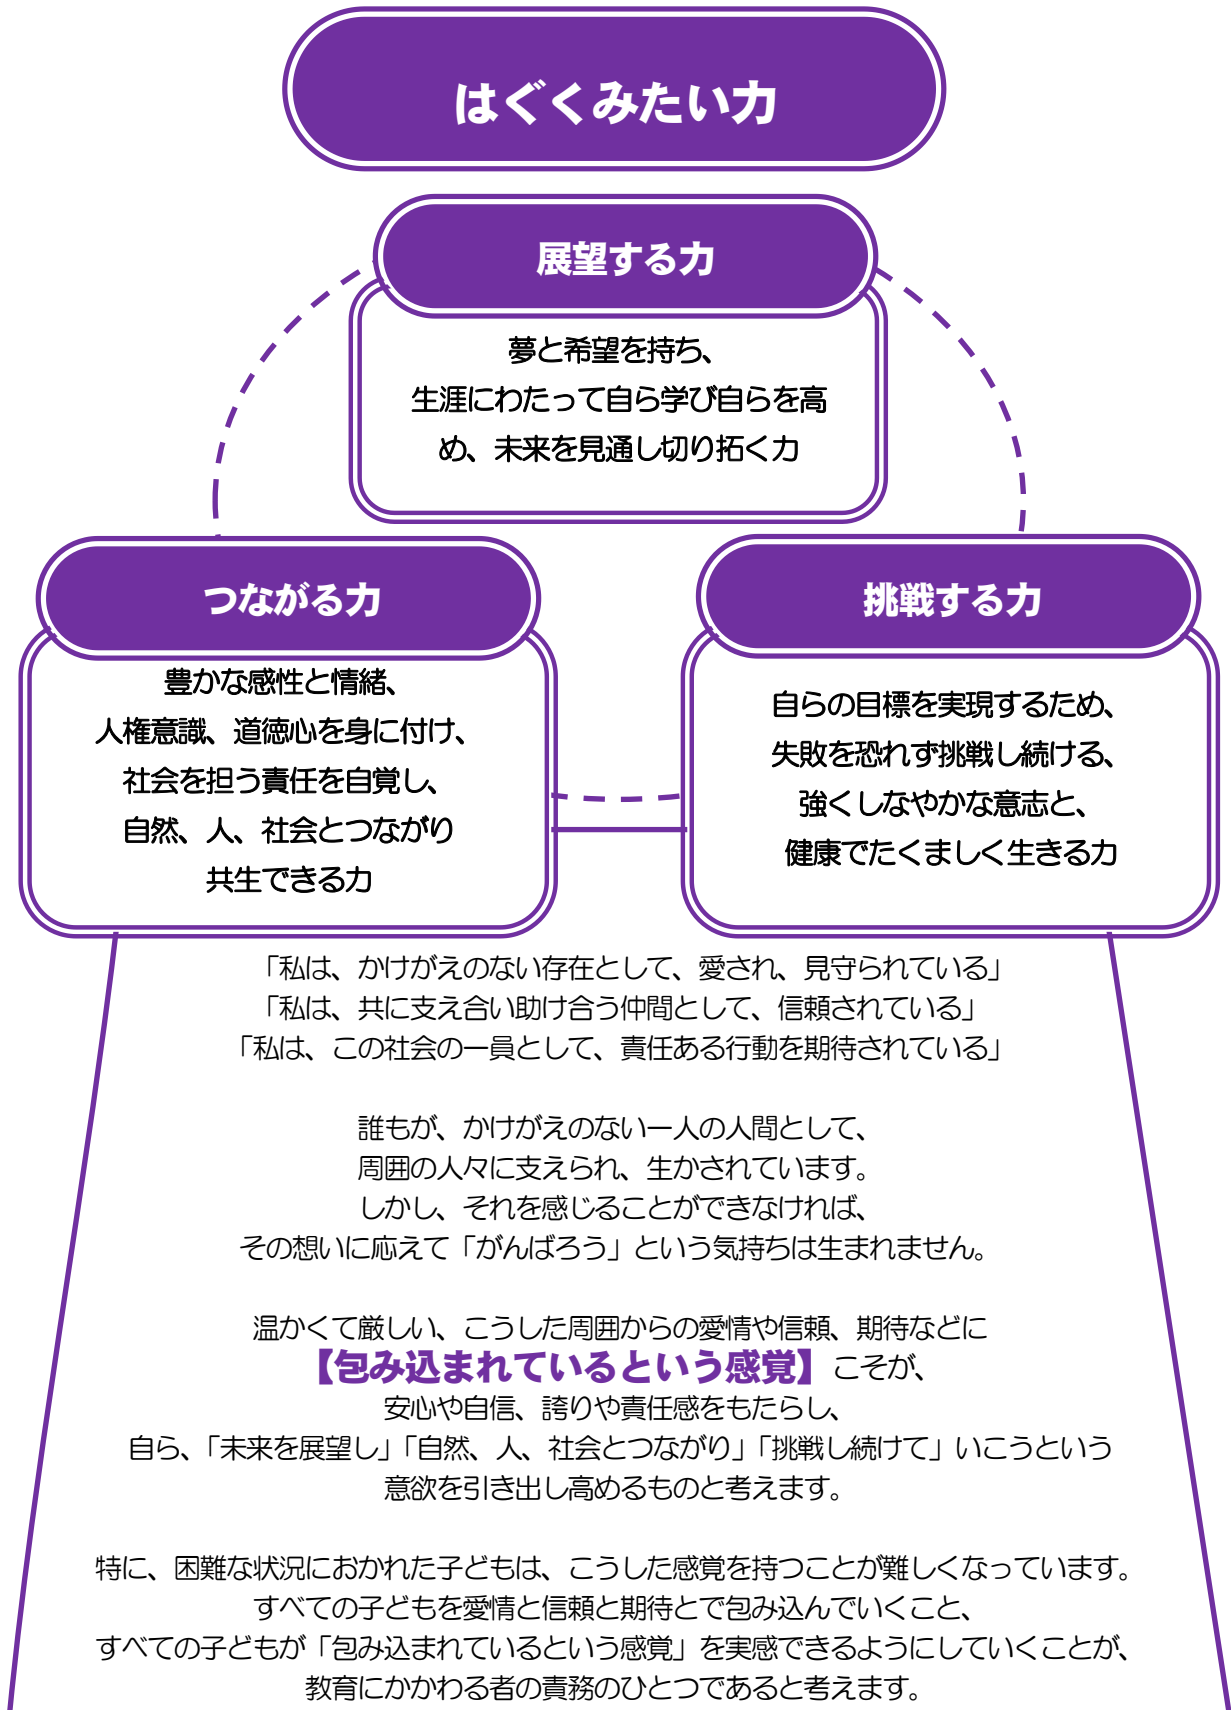 はぐくみたい力
展望する力
夢と希望を持ち、
生涯にわたって自ら学び自らを高
め、未来を見通し切り拓く力
つながる力
豊かな感性と情緒、
人権意識、道徳心を身に付け、
社会を担う責任を自覚し、
自然、人、社会とつながり
共生できる力
挑戦する力
自らの目標を実現するため、
失敗を恐れず挑戦し続ける、
強くしなやかな意志と、
健康でたくましく生きる力
「私は、かけがえのない存在として、愛され、見守られている」
「私は、共に支え合い助け合う仲間として、信頼されている」
「私は、この社会の一員として、責任ある行動を期待されている」
誰もが、かけがえのない一人の人間として、
周囲の人々に支えられ、生かされています。
しかし、それを感じることができなければ、
その想いに応えて「がんばろう」という気持ちは生まれません。
温かくて厳しい、こうした周囲からの愛情や信頼、期待などに
【包み込まれているという感覚】こそが、
安心や自信、誇りや責任感をもたらし、
自ら、「未来を展望し」「自然、人、社会とつながり」「挑戦し続けて」いこうという
意欲を引き出し高めるものと考えます。
特に、困難な状況におかれた子どもは、こうした感覚を持つことが難しくなっています。
すべての子どもを愛情と信頼と期待とで包み込んでいくこと、
すべての子どもが「包み込まれているという感覚」を実感できるようにしていくことが、
教育にかかわる者の責務のひとつであると考えます。